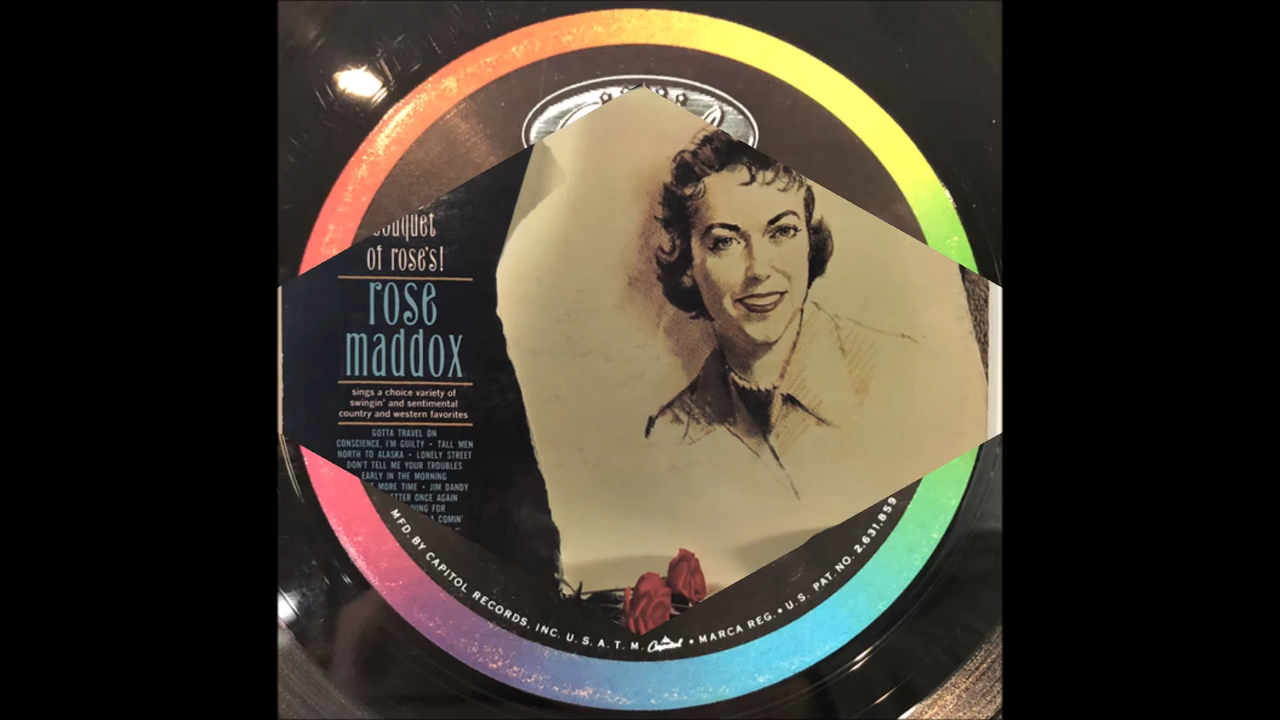 of rose's!
rose
maddox
sings a choice variety of
swingin' and sentimental
country and western favorites
GOTTA TRAVEL ON
CONSCIENCE, I'M GUILTY • TALL MEN
NORTH TO ALASKA • LONELY STREET
DON'T TELL ME YOUR TROUBLES
EARLY IN THE MORNING
MORE TIME • JIM DANDY
ONCE AGAIN
FOR
COMIN'
MFD. BY CAPITOL RECORDS, INC. U. S. A. T. M. Capitol • MARCA REG. • U.S. PAT. NO. 2,631,859